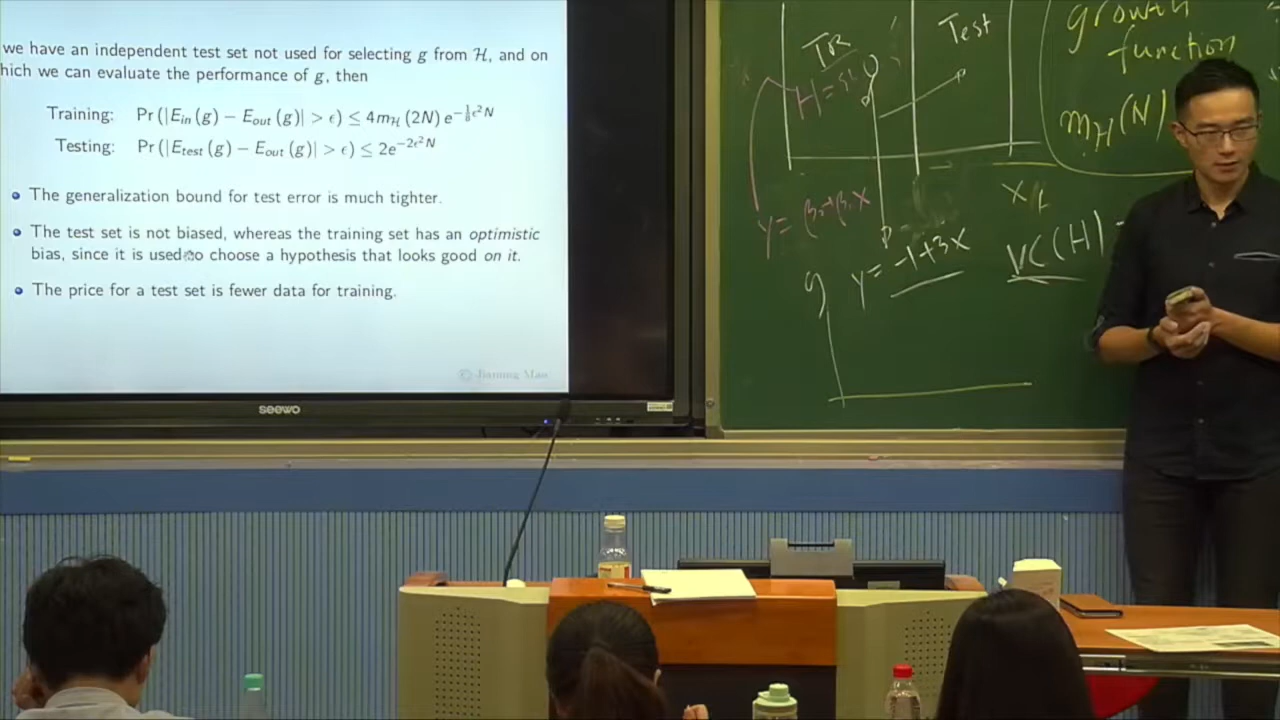 we have an independent test set not used for selecting g from H, and on
hich we can evaluate the performance of g, then
Training: Pr (|E_in (g) − E_out (g)| > ϵ) ≤ 4m_H (2N) e^{−1/8 ϵ²N}
Testing: Pr (|E_test (g) − E_out (g)| > ϵ) ≤ 2e^{−2ϵ²N}
The generalization bound for test error is much tighter.
The test set is not biased, whereas the training set has an optimistic
bias, since it is used to choose a hypothesis that looks good on it.
The price for a test set is fewer data for training.
© Jiaming Mao
seewo
Test
growth
function
m_H(N)
g
y = -1+3x
VC(H)